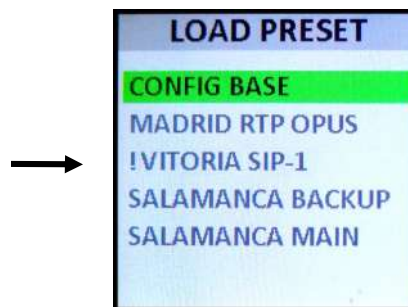 LOAD PRESET
CONFIG BASE
MADRID RTP OPUS
!VITORIA SIP-1
SALAMANCA BACKUP
SALAMANCA MAIN